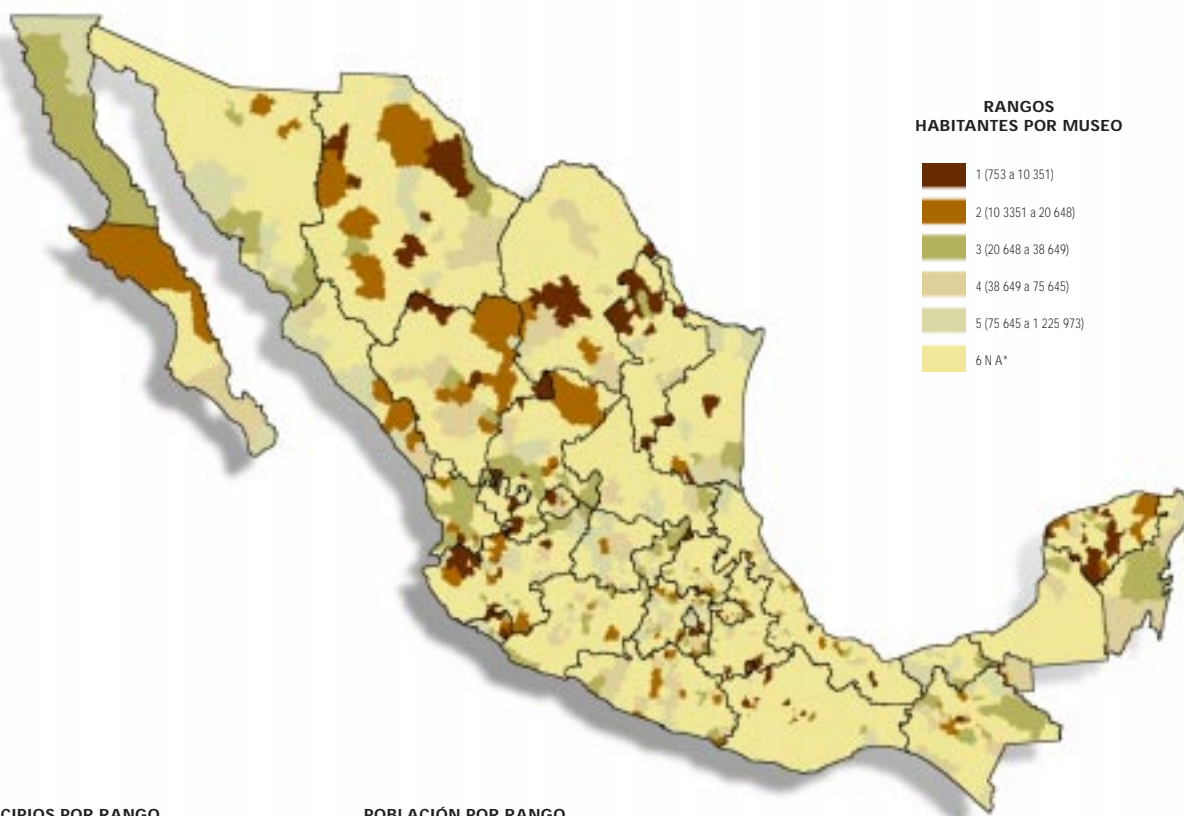 RANGOS
HABITANTES POR MUSEO
1 (753 a 10 351)
2 (10 3351 a 20 648)
3 (20 648 a 38 649)
4 (38 649 a 75 645)
5 (75 645 a 1 225 973)
6 N A*
CIPIOS POR RANGO
POBLACIÓN POR RANGO